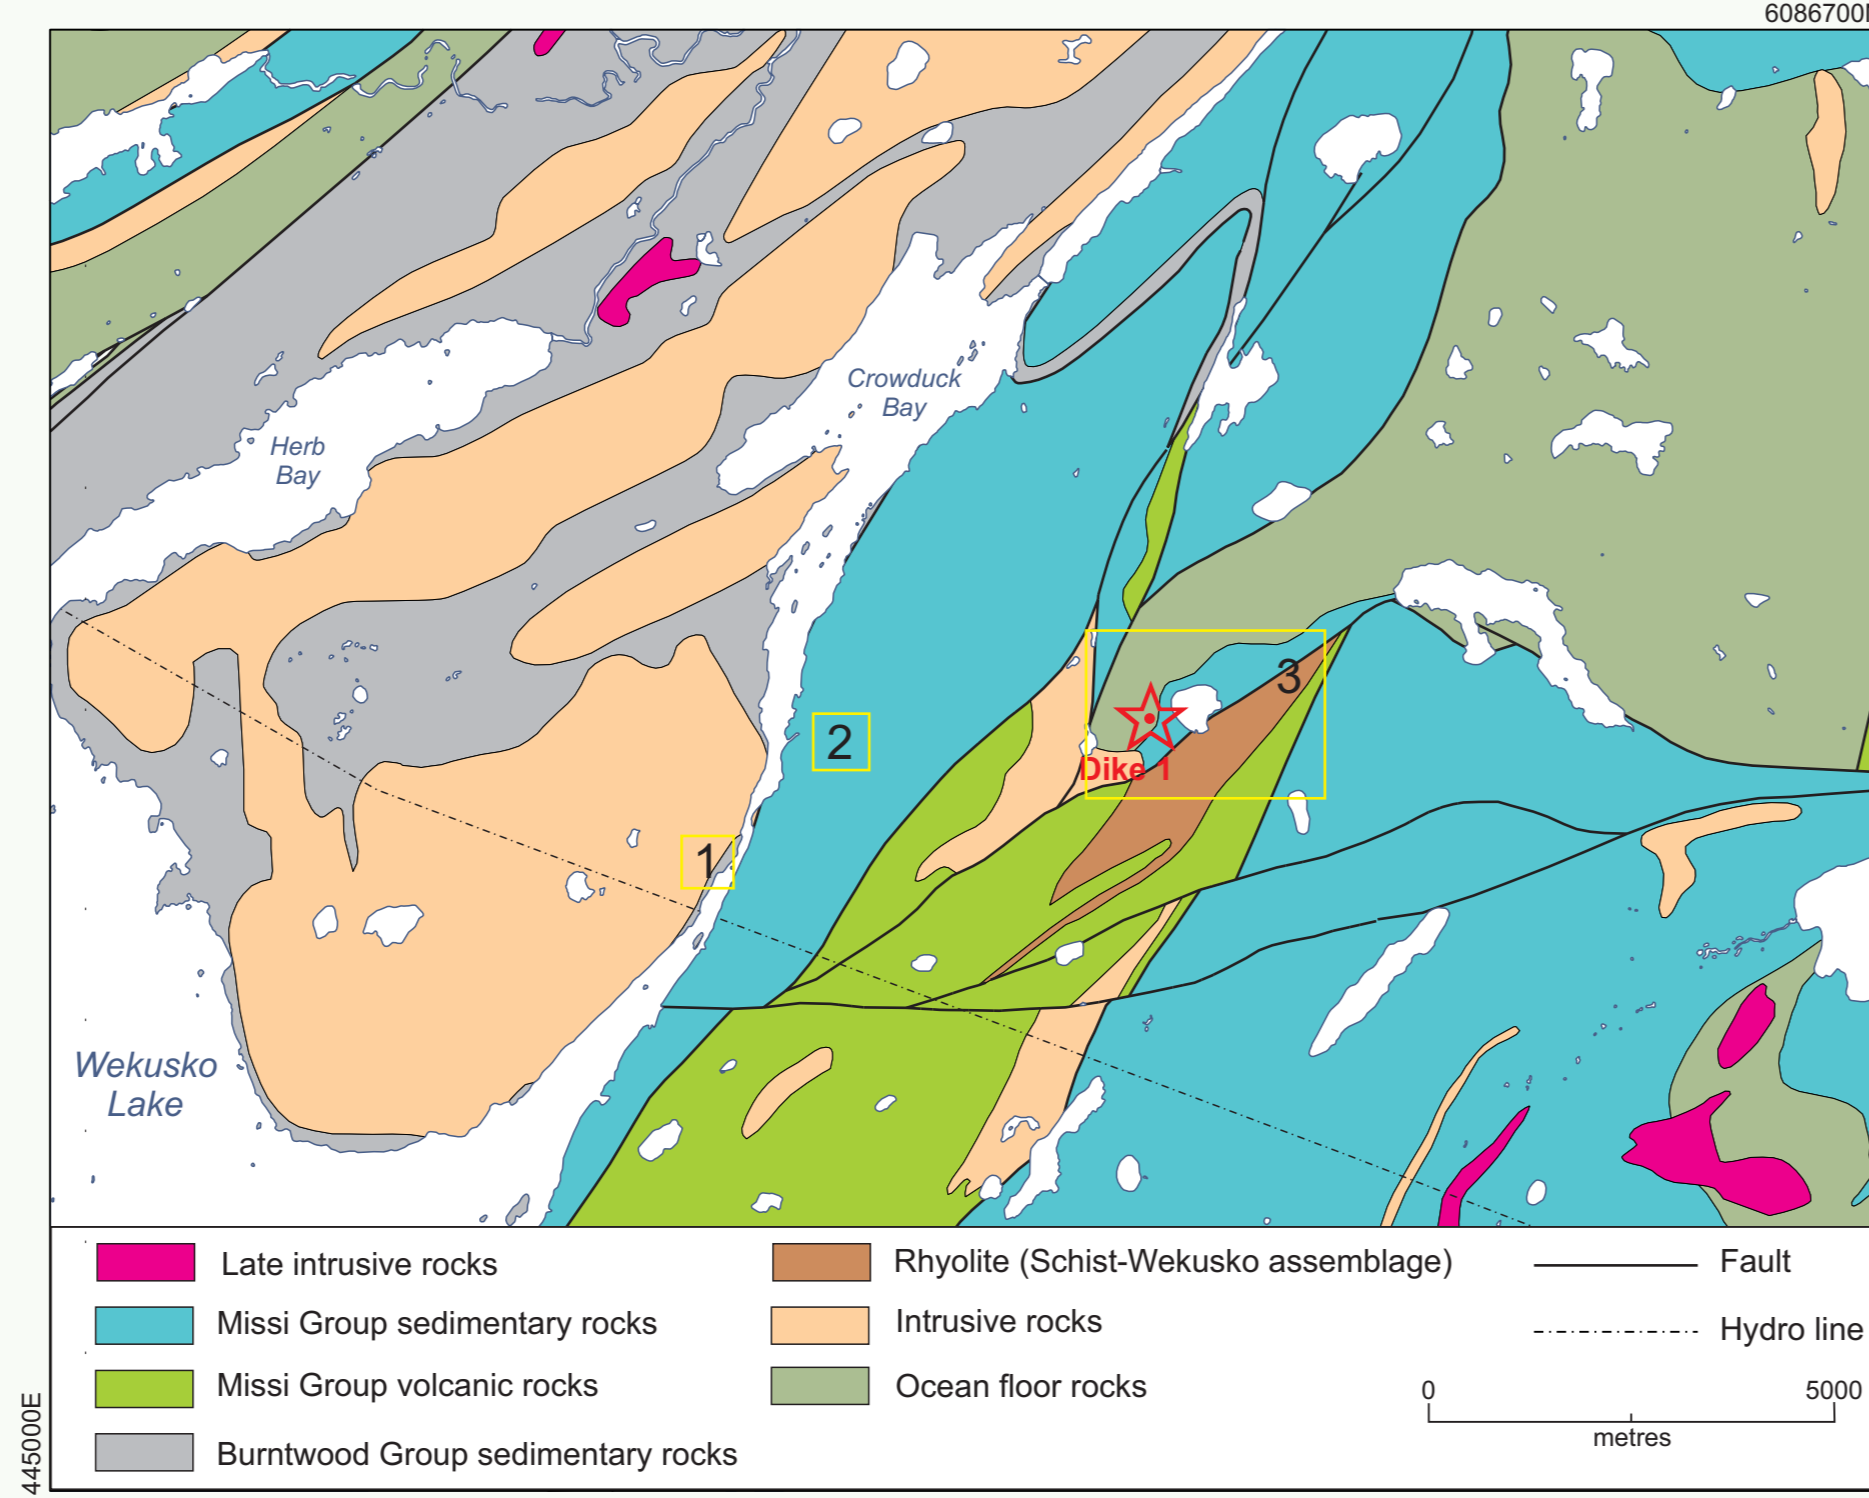 6086700
Crowduck
Bay
Herb
Bay
3
2
Dike 1
1
Wekusko
Lake
Late intrusive rocks
Missi Group sedimentary rocks
Missi Group volcanic rocks
Burntwood Group sedimentary rocks
Rhyolite (Schist-Wekusko assemblage)
Intrusive rocks
Ocean floor rocks
Fault
Hydro line
0 5000
metres
445000E